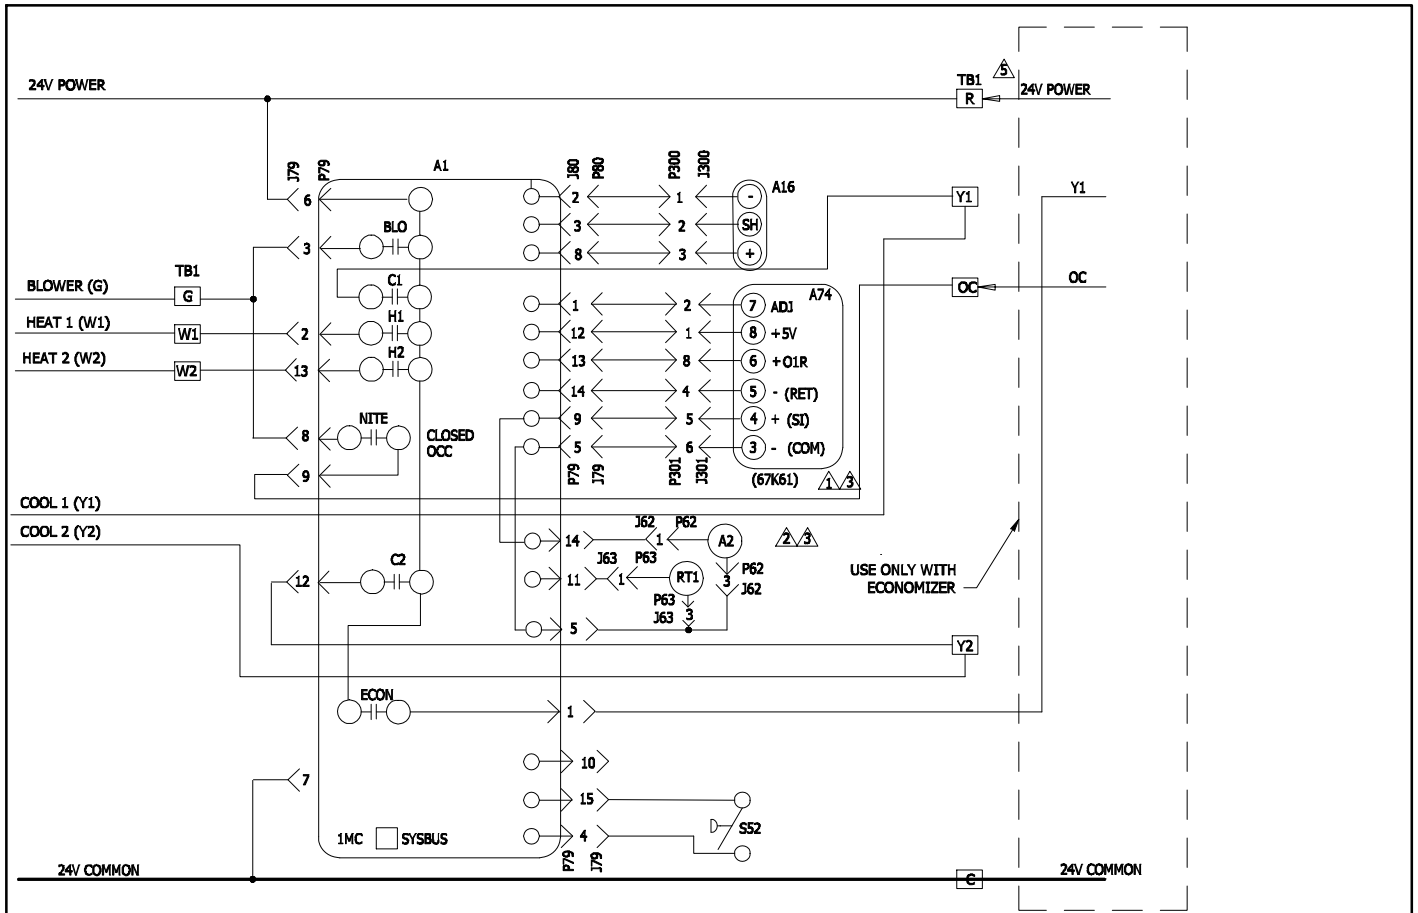 24V POWER
TB1
R
5
24V POWER
J79
P79
A1
J80
P80
P300
J300
A16
6
2
1
-
Y1
Y1
BLO
3
3
2
SH
8
3
+
TB1
C1
OC
OC
BLOWER (G)
G
A74
1
2
7
ADJ
HEAT 1 (W1)
W1
2
H1
12
1
8
+5V
HEAT 2 (W2)
W2
13
H2
13
8
6
+O1R
14
4
5
- (RET)
NITE
9
5
4
+ (SI)
8
CLOSED
OCC
5
6
3
- (COM)
9
P79
J79
P301
J301
(67K61)
1
3
COOL 1 (Y1)
COOL 2 (Y2)
J62
P62
14
1
A2
2
3
J63
P63
P62
USE ONLY WITH
ECONOMIZER
12
C2
11
1
RT1
3
J62
P63
3
J63
5
Y2
ECON
1
10
7
15
1MC
SYSBUS
4
S52
P79
J79
24V COMMON
C
24V COMMON